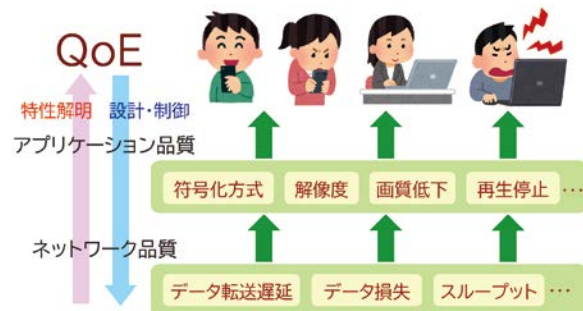 QoE
特性解明 設計・制御
アプリケーション品質
符号化方式 解像度 画質低下 再生停止 …
ネットワーク品質
データ転送遅延 データ損失 スループット …